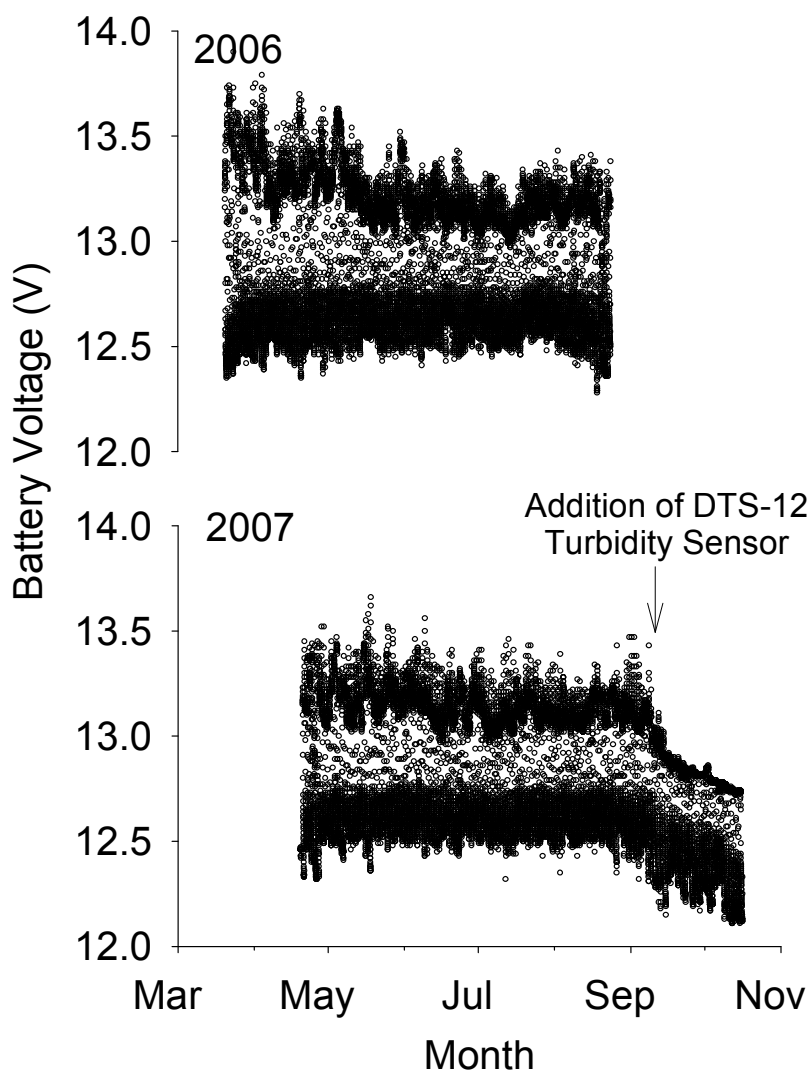 14.0
2006
13.5
13.0
12.5
12.0
Battery Voltage (V)
14.0
2007
Addition of DTS-12
Turbidity Sensor
13.5
13.0
12.5
12.0
Mar
May
Jul
Sep
Nov
Month